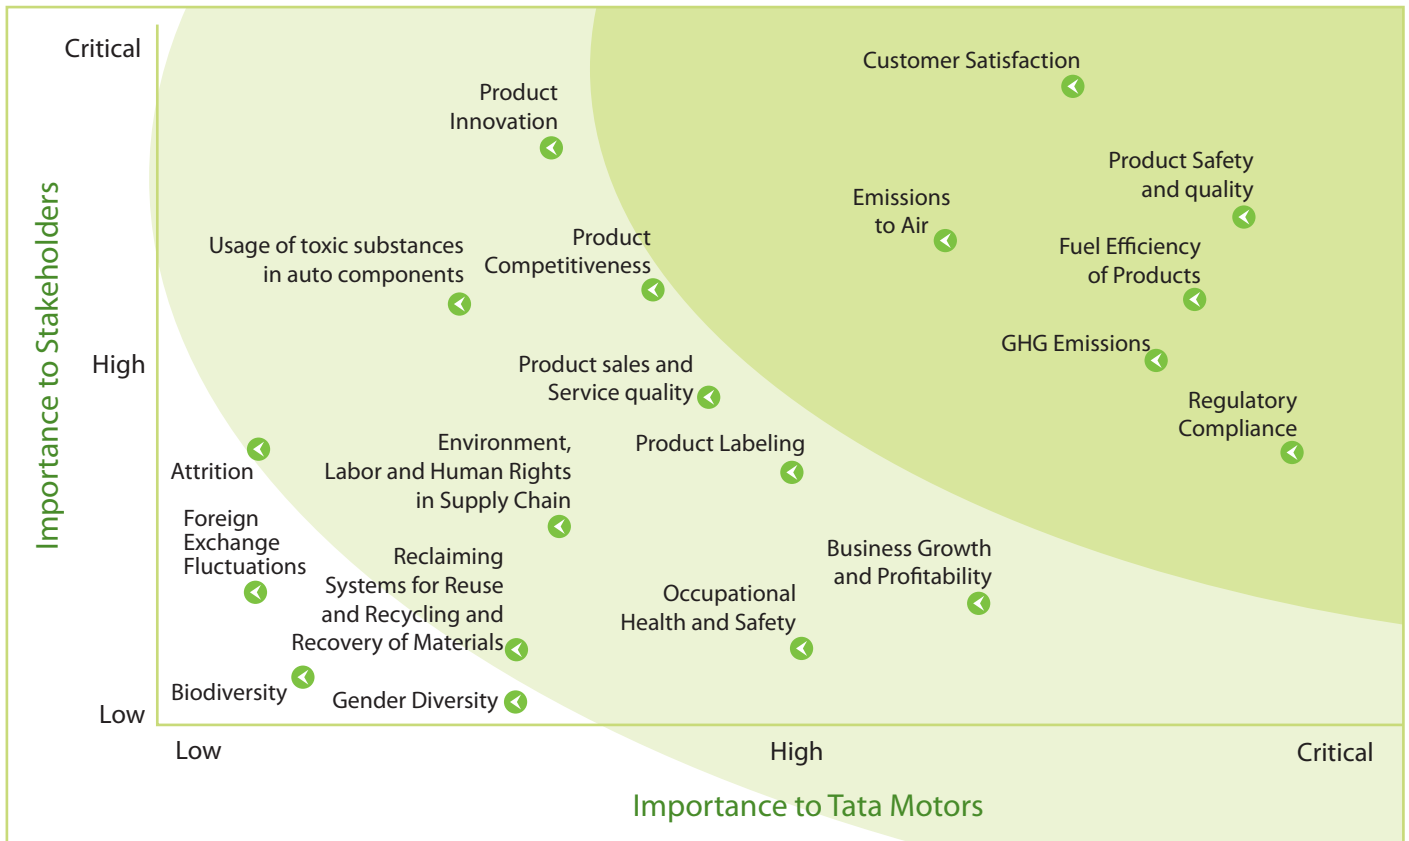 Critical
Customer Satisfaction
Product
Innovation
Product Safety
and quality
Emissions
to Air
Usage of toxic substances
in auto components
Product
Competitiveness
Fuel Efficiency
of Products
Importance to Stakeholders
High
GHG Emissions
Product sales and
Service quality
Regulatory
Compliance
Attrition
Environment,
Labor and Human Rights
in Supply Chain
Product Labeling
Foreign
Exchange
Fluctuations
Reclaiming
Systems for Reuse
and Recycling and
Recovery of Materials
Business Growth
and Profitability
Occupational
Health and Safety
Biodiversity
Gender Diversity
Low
Low
High
Critical
Importance to Tata Motors